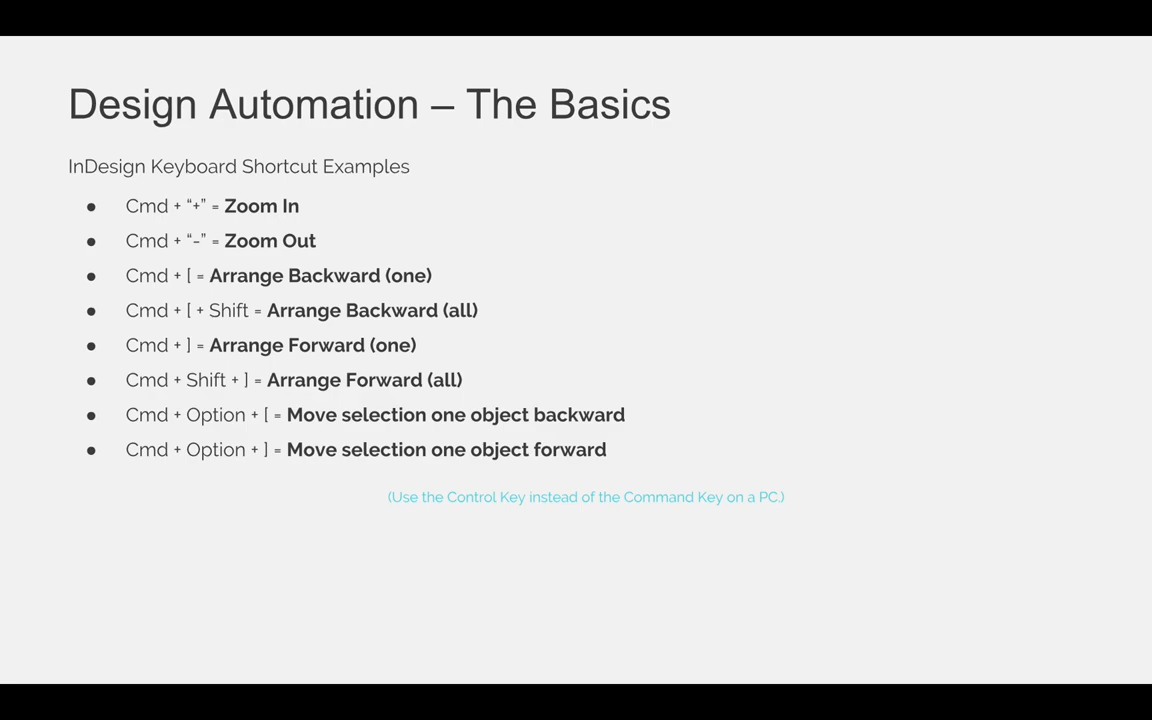 Design Automation – The Basics
InDesign Keyboard Shortcut Examples
● Cmd + “+” = Zoom In
● Cmd + “-” = Zoom Out
● Cmd + [ = Arrange Backward (one)
● Cmd + [ + Shift = Arrange Backward (all)
● Cmd + ] = Arrange Forward (one)
● Cmd + Shift + ] = Arrange Forward (all)
● Cmd + Option + [ = Move selection one object backward
● Cmd + Option + ] = Move selection one object forward
(Use the Control Key instead of the Command Key on a PC.)